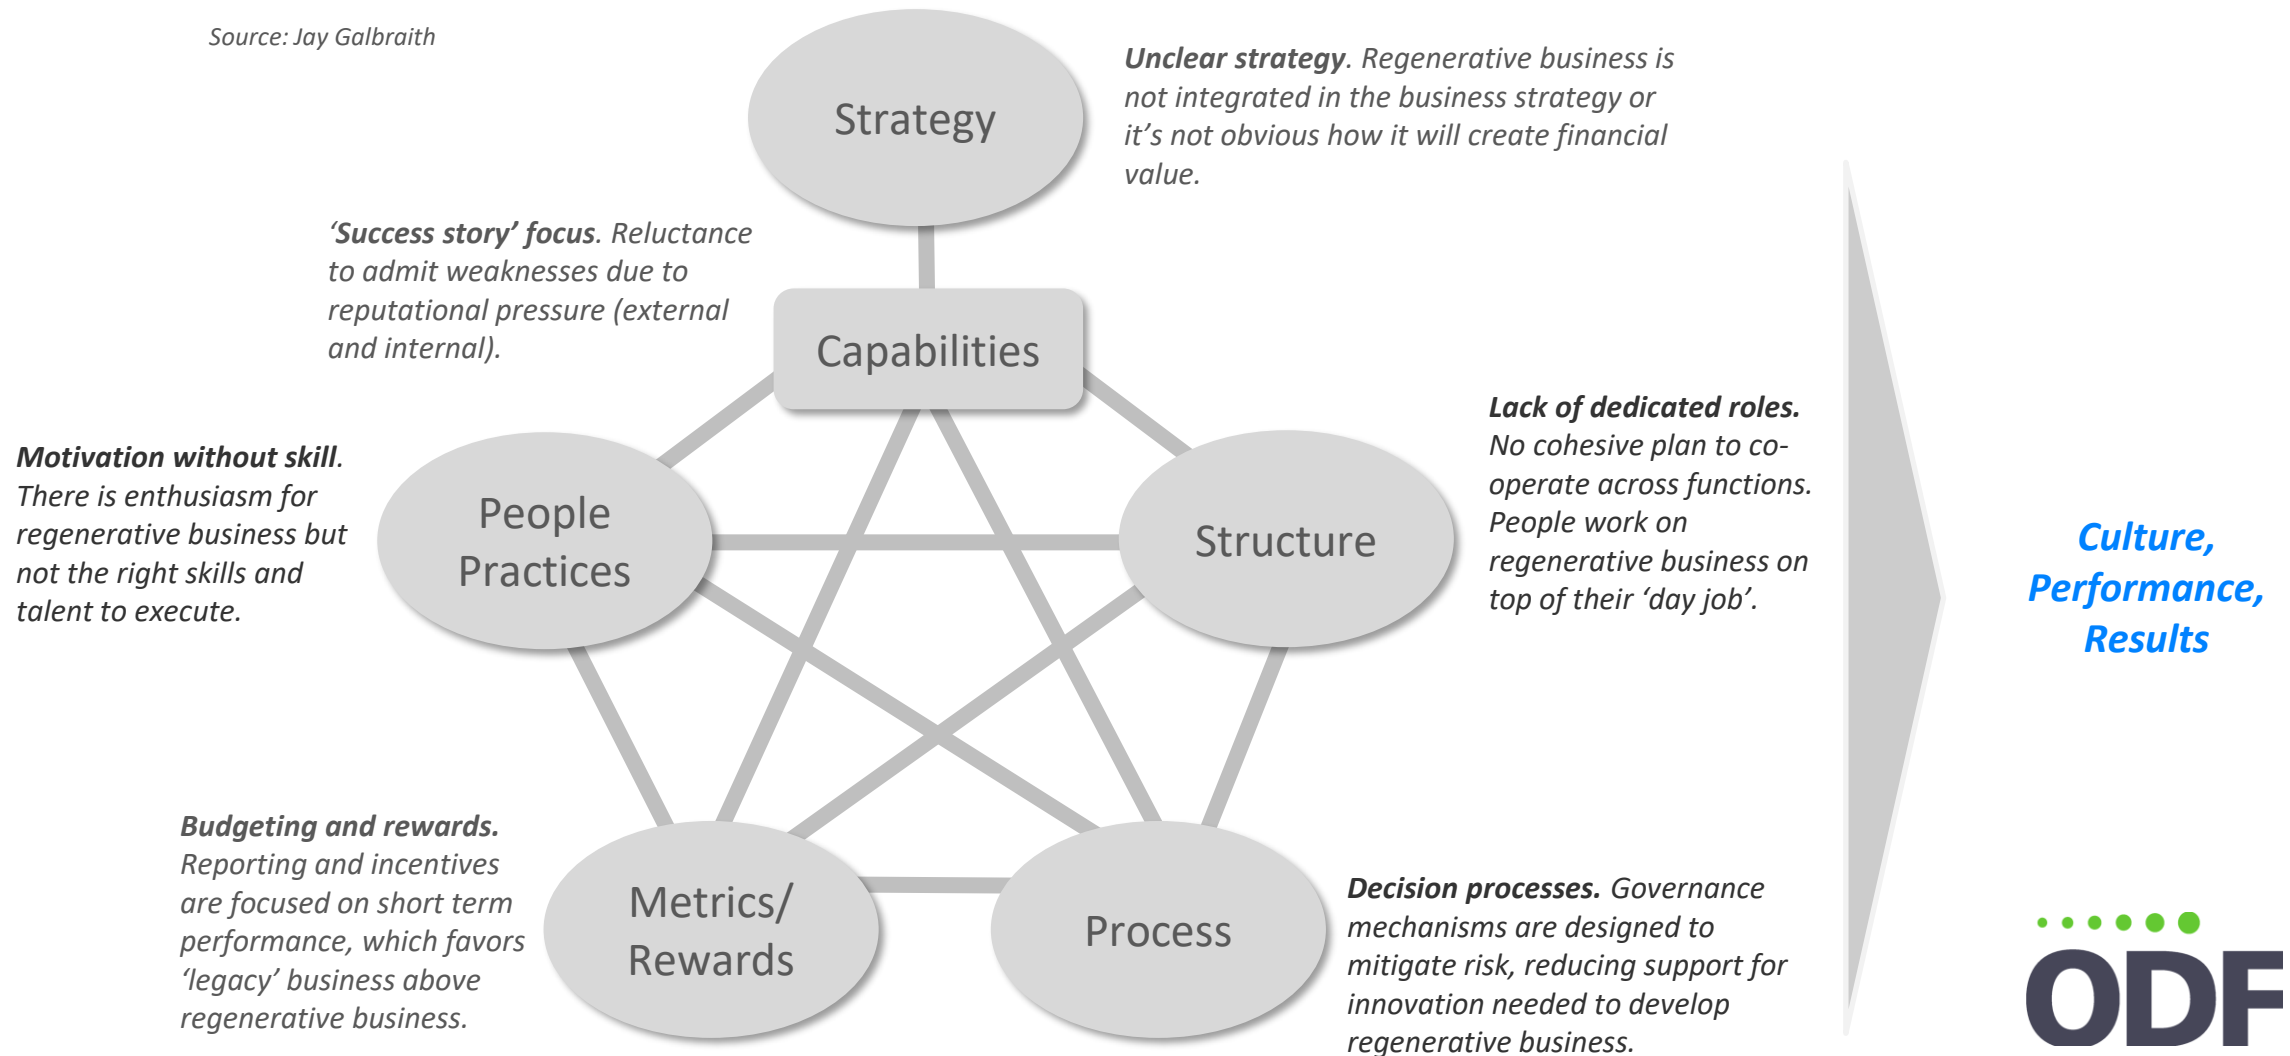 Source: Jay Galbraith
Strategy
Unclear strategy. Regenerative business is
not integrated in the business strategy or
it’s not obvious how it will create financial
value.
‘Success story’ focus. Reluctance
to admit weaknesses due to
reputational pressure (external
and internal).
Capabilities
Motivation without skill.
There is enthusiasm for
regenerative business but
not the right skills and
talent to execute.
People
Practices
Structure
Lack of dedicated roles.
No cohesive plan to co-
operate across functions.
People work on
regenerative business on
top of their ‘day job’.
Culture,
Performance,
Results
Budgeting and rewards.
Reporting and incentives
are focused on short term
performance, which favors
‘legacy’ business above
regenerative business.
Metrics/
Rewards
Process
Decision processes. Governance
mechanisms are designed to
mitigate risk, reducing support for
innovation needed to develop
regenerative business.
ODF